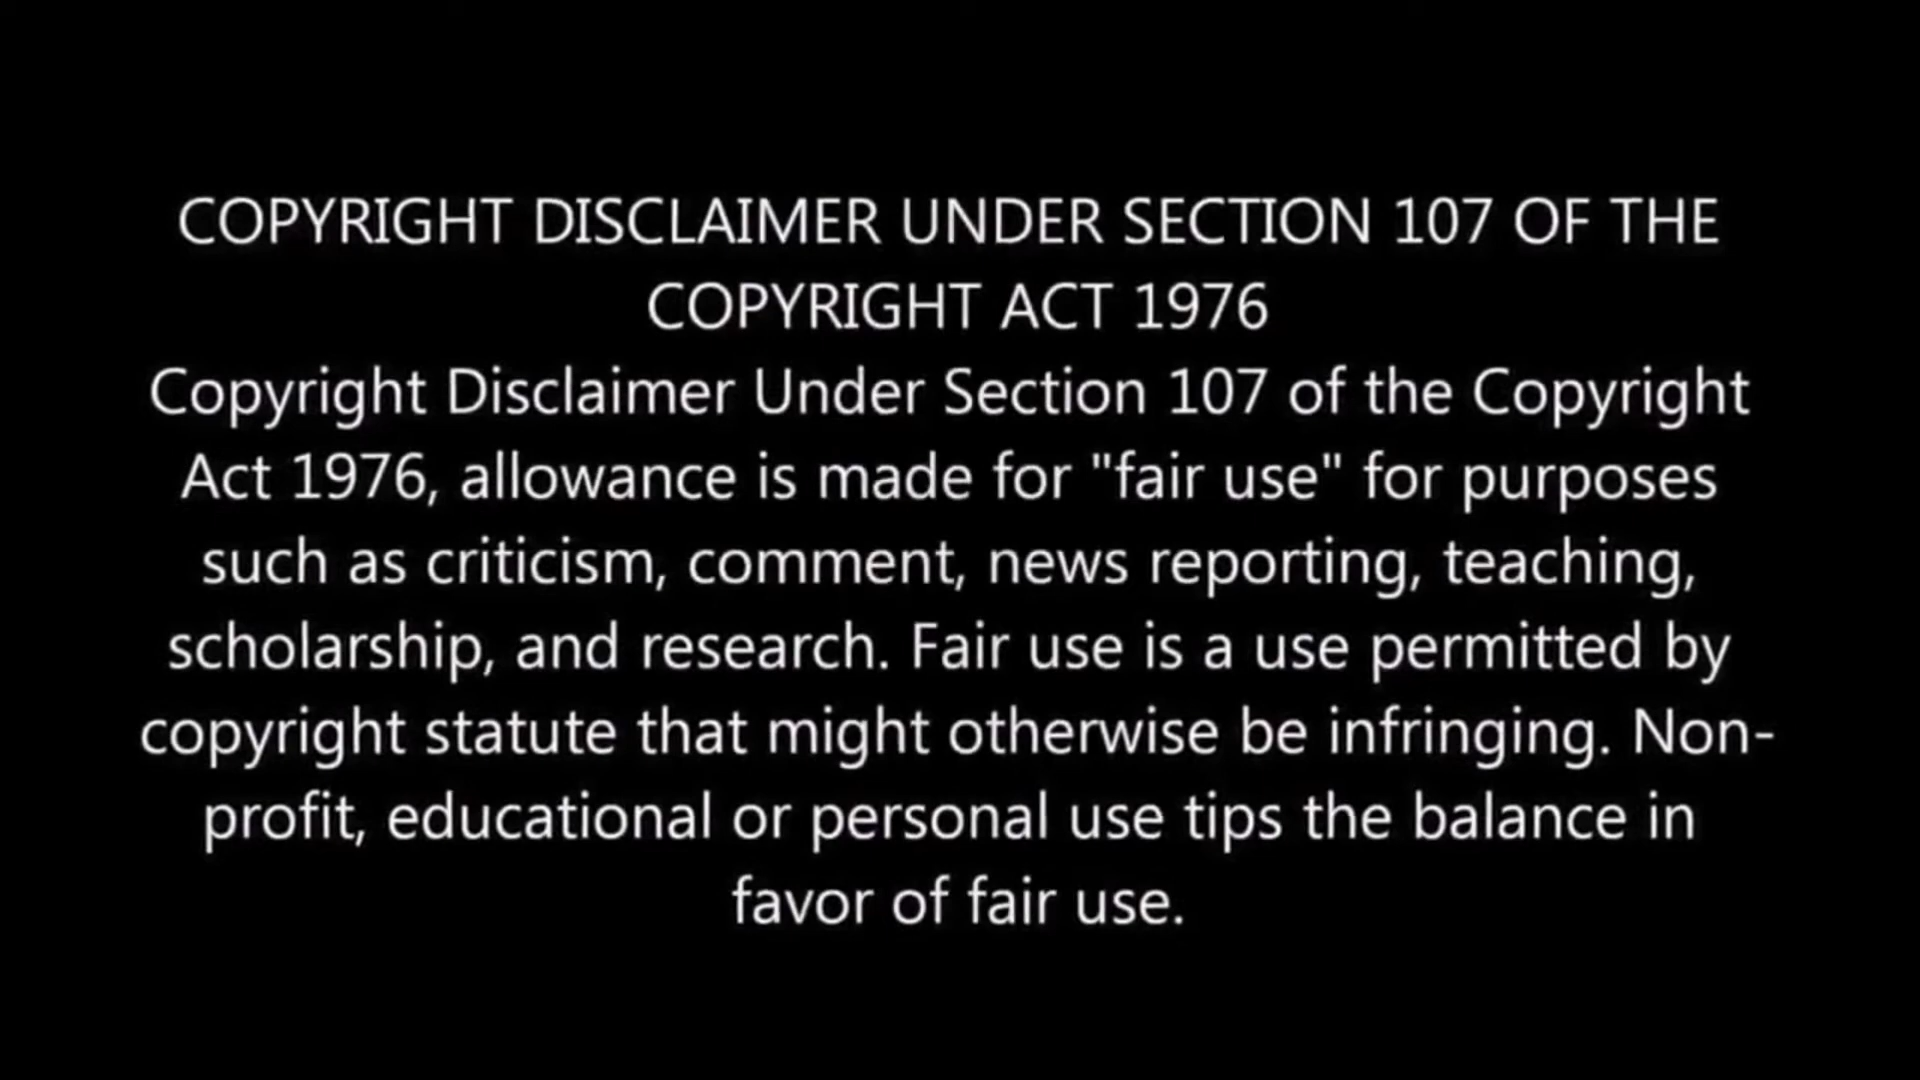 COPYRIGHT DISCLAIMER UNDER SECTION 107 OF THE
COPYRIGHT ACT 1976
Copyright Disclaimer Under Section 107 of the Copyright
Act 1976, allowance is made for "fair use" for purposes
such as criticism, comment, news reporting, teaching,
scholarship, and research. Fair use is a use permitted by
copyright statute that might otherwise be infringing. Non-
profit, educational or personal use tips the balance in
favor of fair use.